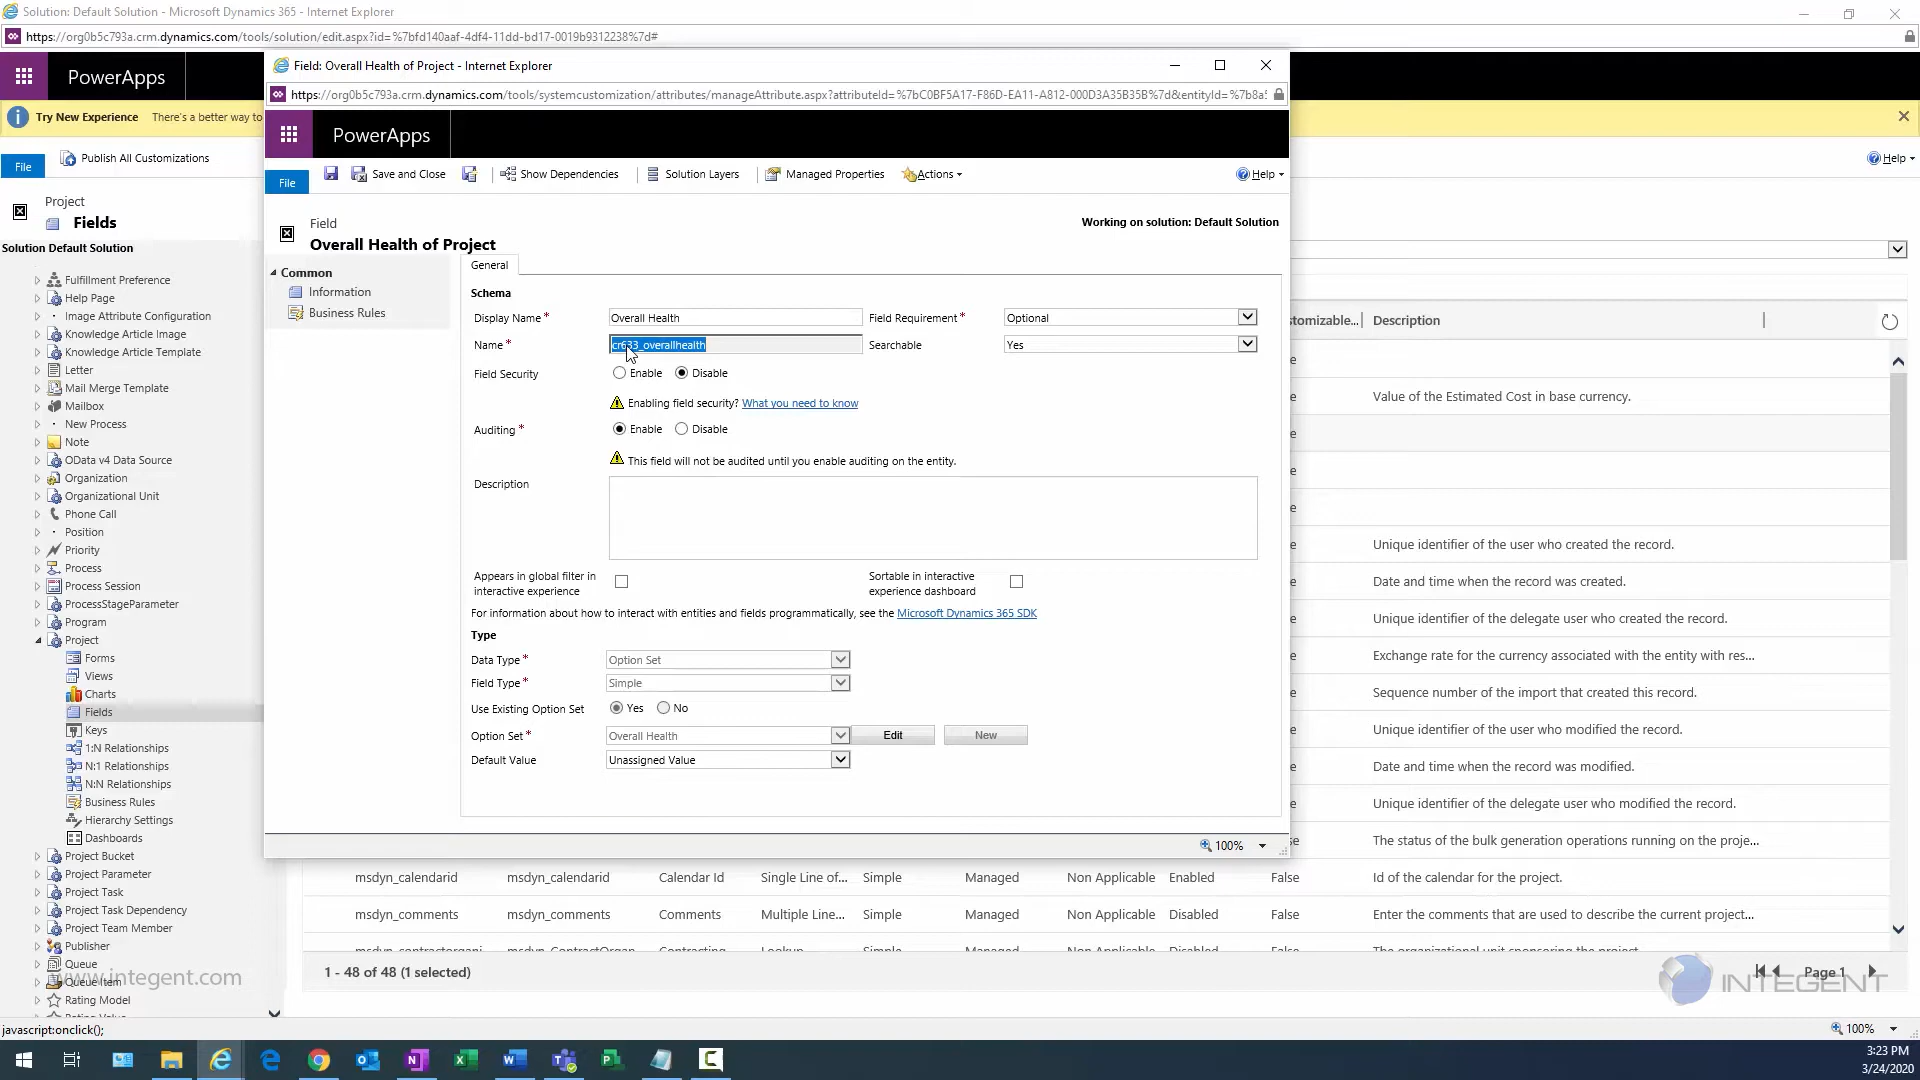 Solution: Default Solution - Microsoft Dynamics 365 - Internet Explorer
https://org0b5c793a.crm.dynamics.com/tools/solution/edit.aspx?id=%7bfd140aaf-4df4-11dd-bd17-0019b9312238%7d#
PowerApps
Try New Experience There's a better way to
File
Publish All Customizations
Help
Project
Fields
Solution Default Solution
Fulfillment Preference
Help Page
Image Attribute Configuration
Knowledge Article Image
Knowledge Article Template
Letter
Mail Merge Template
Mailbox
New Process
Note
OData v4 Data Source
Organization
Organizational Unit
Phone Call
Position
Priority
Process
Process Session
ProcessStageParameter
Program
Project
Forms
Views
Charts
Fields
Keys
1:N Relationships
N:1 Relationships
N:N Relationships
Business Rules
Hierarchy Settings
Dashboards
Project Bucket
Project Parameter
Project Task
Project Task Dependency
Project Team Member
Publisher
Queue
Queue Item
Rating Model
www.integent.com
javascript:onclick();
Field: Overall Health of Project - Internet Explorer
https://org0b5c793a.crm.dynamics.com/tools/systemcustomization/attributes/manageAttribute.aspx?attributeId=%7bC0BF5A17-F86D-EA11-A812-000D3A35B35B%7d&entityId=%7b8a5
PowerApps
File
Save and Close
Show Dependencies
Solution Layers
Managed Properties
Actions
Help
Field
Overall Health of Project
Working on solution: Default Solution
Common
Information
Business Rules
General
Schema
Display Name * Overall Health Field Requirement * Optional
Name * cr633_overallhealth Searchable Yes
Field Security Enable Disable
Enabling field security? What you need to know
Auditing * Enable Disable
This field will not be audited until you enable auditing on the entity.
Description
Appears in global filter in interactive experience
Sortable in interactive experience dashboard
For information about how to interact with entities and fields programmatically, see the Microsoft Dynamics 365 SDK
Type
Data Type * Option Set
Field Type * Simple
Use Existing Option Set Yes No
Option Set * Overall Health Edit New
Default Value Unassigned Value
100%
stomizable... Description
e
e Value of the Estimated Cost in base currency.
e
e
e
e Unique identifier of the user who created the record.
e Date and time when the record was created.
e Unique identifier of the delegate user who created the record.
e Exchange rate for the currency associated with the entity with res...
e Sequence number of the import that created this record.
e Unique identifier of the user who modified the record.
e Date and time when the record was modified.
e Unique identifier of the delegate user who modified the record.
e The status of the bulk generation operations running on the proje...
msdyn_calendarid msdyn_calendarid Calendar Id Single Line of... Simple Managed Non Applicable Enabled False Id of the calendar for the project.
msdyn_comments msdyn_comments Comments Multiple Line... Simple Managed Non Applicable Disabled False Enter the comments that are used to describe the current project...
1 - 48 of 48 (1 selected)
Page 1
INTEGENT
100%
3:23 PM
3/24/2020